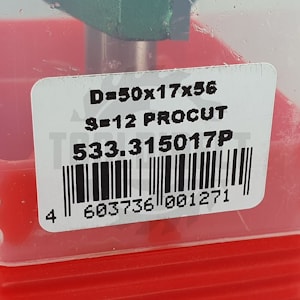 D=50x17x56
S=12 PROCUT
533.315017P
4 603736 001271